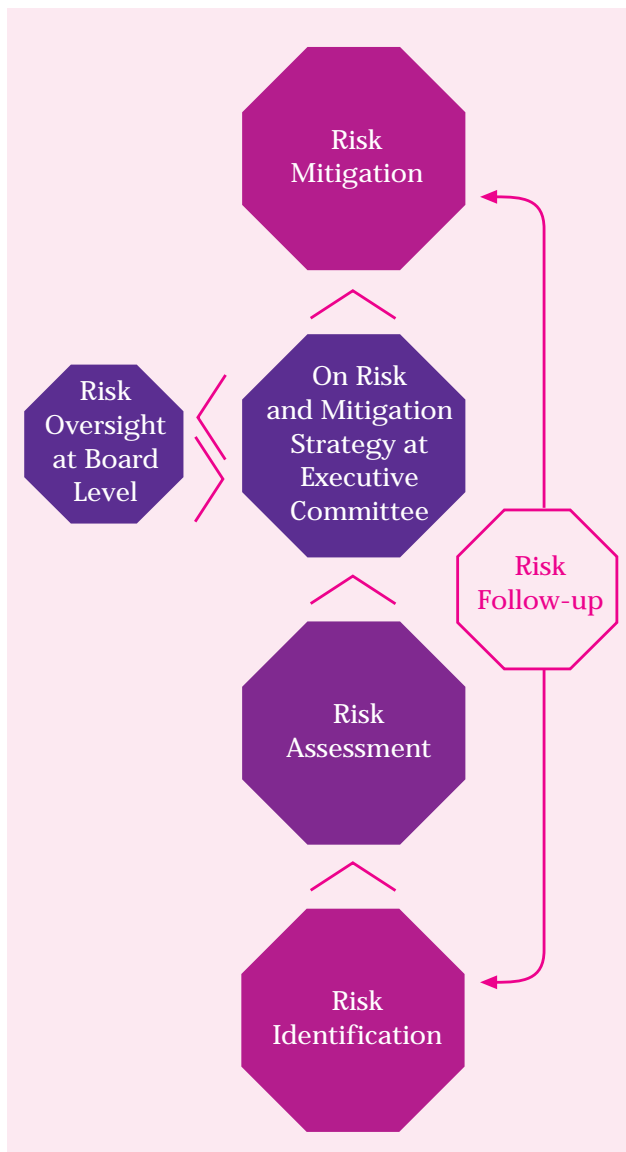 Risk
Mitigation
On Risk
and Mitigation
Strategy at
Executive
Committee
Risk
Oversight
at Board
Level
Risk
Follow-up
Risk
Assessment
Risk
Identification